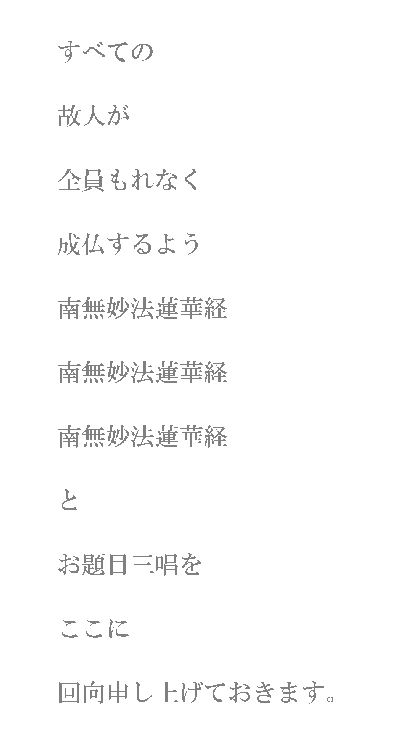 すべての
故人が
全員もれなく
成仏するよう
南無妙法蓮華経
南無妙法蓮華経
南無妙法蓮華経
と
お題目三唱を
ここに
回向申し上げておきます。